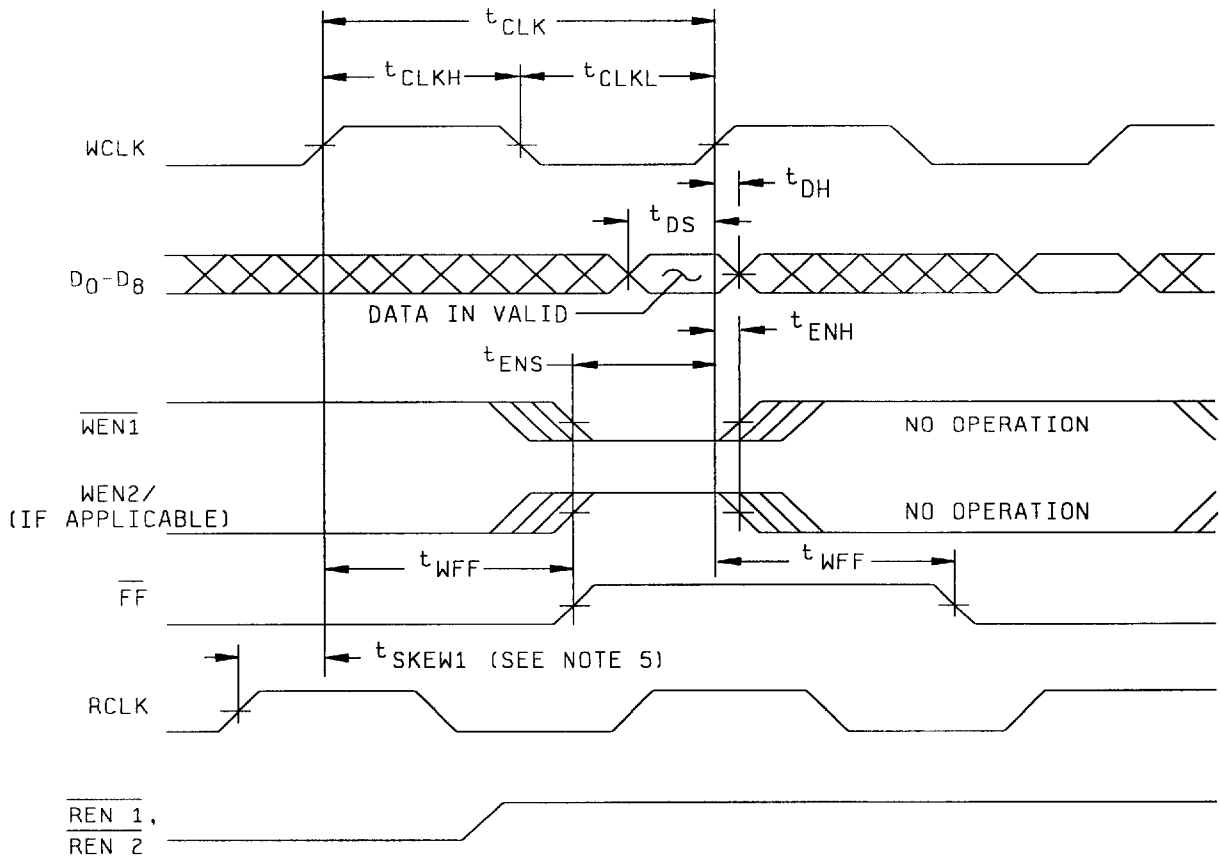 tCLK
tCLKH
tCLKL
WCLK
tDH
tDS
D0-D8
DATA IN VALID
tENH
tENS
WEN1
NO OPERATION
WEN2/
(IF APPLICABLE)
NO OPERATION
tWFF
tWFF
FF
tSKEW1 (SEE NOTE 5)
RCLK
REN 1,
REN 2